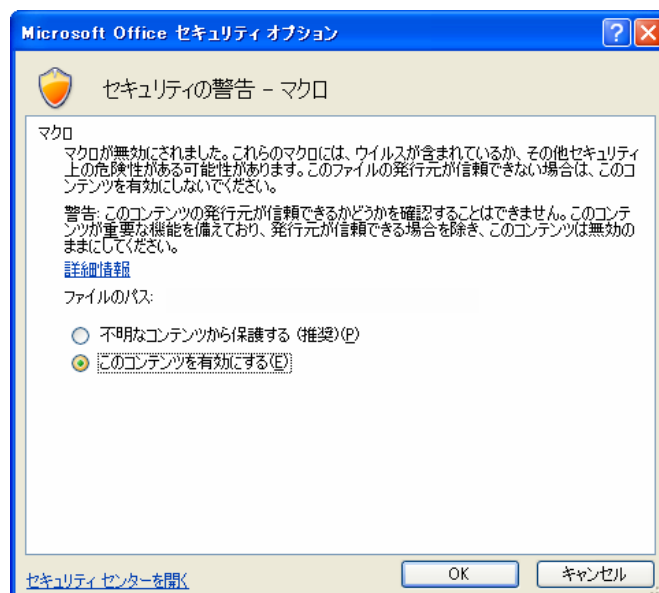 Microsoft Office セキュリティ オプション
セキュリティの警告 - マクロ
マクロ
マクロが無効にされました。これらのマクロには、ウイルスが含まれているか、その他セキュリティ
上の危険性がある可能性があります。このファイルの発行元が信頼できない場合は、このコ
ンテンツを有効にしないでください。
警告: このコンテンツの発行元が信頼できるかどうかを確認することはできません。このコンテ
ンツが重要な機能を備えており、発行元が信頼できる場合を除き、このコンテンツは無効の
ままにしてください。
詳細情報
ファイルのパス:
不明なコンテンツから保護する (推奨)(P)
このコンテンツを有効にする(E)
セキュリティ センターを開く
OK
キャンセル